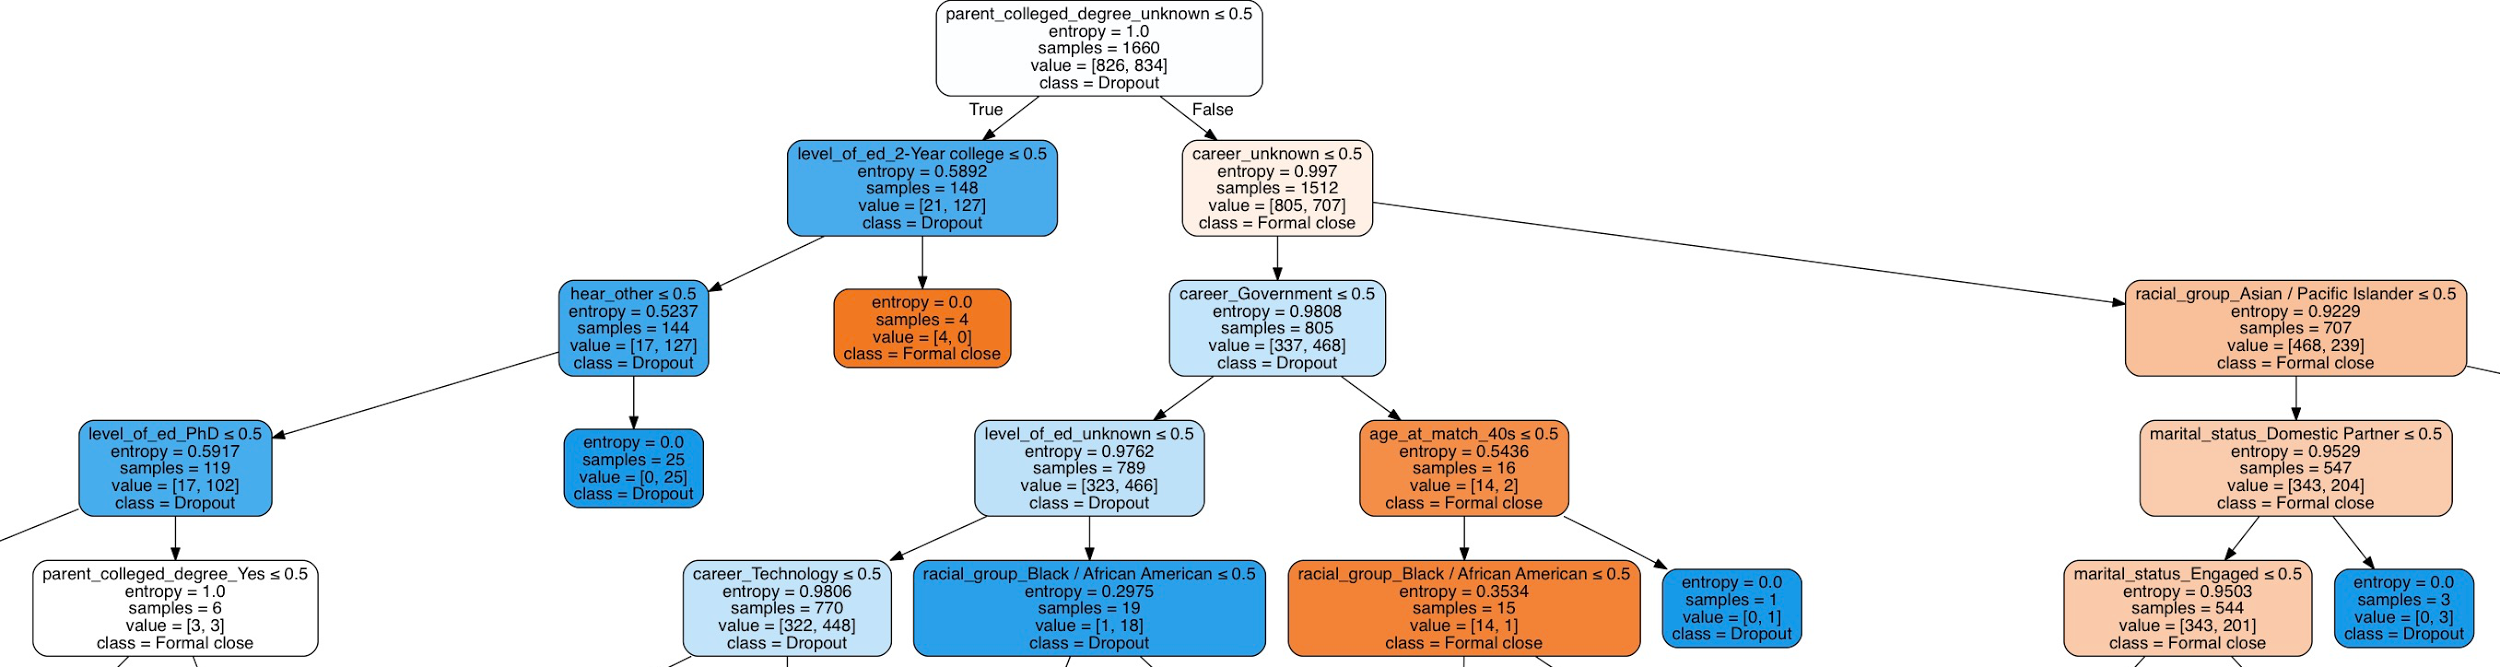 parent_colleged_degree_unknown ≤ 0.5
entropy = 1.0
samples = 1660
value = [826, 834]
class = Dropout
True
False
level_of_ed_2-Year college ≤ 0.5
entropy = 0.5892
samples = 148
value = [21, 127]
class = Dropout
career_unknown ≤ 0.5
entropy = 0.997
samples = 1512
value = [805, 707]
class = Formal close
hear_other ≤ 0.5
entropy = 0.5237
samples = 144
value = [17, 127]
class = Dropout
entropy = 0.0
samples = 4
value = [4, 0]
class = Formal close
career_Government ≤ 0.5
entropy = 0.9808
samples = 805
value = [337, 468]
class = Dropout
racial_group_Asian / Pacific Islander ≤ 0.5
entropy = 0.9229
samples = 707
value = [468, 239]
class = Formal close
level_of_ed_PhD ≤ 0.5
entropy = 0.5917
samples = 119
value = [17, 102]
class = Dropout
entropy = 0.0
samples = 25
value = [0, 25]
class = Dropout
level_of_ed_unknown ≤ 0.5
entropy = 0.9762
samples = 789
value = [323, 466]
class = Dropout
age_at_match_40s ≤ 0.5
entropy = 0.5436
samples = 16
value = [14, 2]
class = Formal close
marital_status_Domestic Partner ≤ 0.5
entropy = 0.9529
samples = 547
value = [343, 204]
class = Formal close
parent_colleged_degree_Yes ≤ 0.5
entropy = 1.0
samples = 6
value = [3, 3]
class = Formal close
career_Technology ≤ 0.5
entropy = 0.9806
samples = 770
value = [322, 448]
class = Dropout
racial_group_Black / African American ≤ 0.5
entropy = 0.2975
samples = 19
value = [1, 18]
class = Dropout
racial_group_Black / African American ≤ 0.5
entropy = 0.3534
samples = 15
value = [14, 1]
class = Formal close
entropy = 0.0
samples = 1
value = [0, 1]
class = Dropout
marital_status_Engaged ≤ 0.5
entropy = 0.9503
samples = 544
value = [343, 201]
class = Formal close
entropy = 0.0
samples = 3
value = [0, 3]
class = Dropout